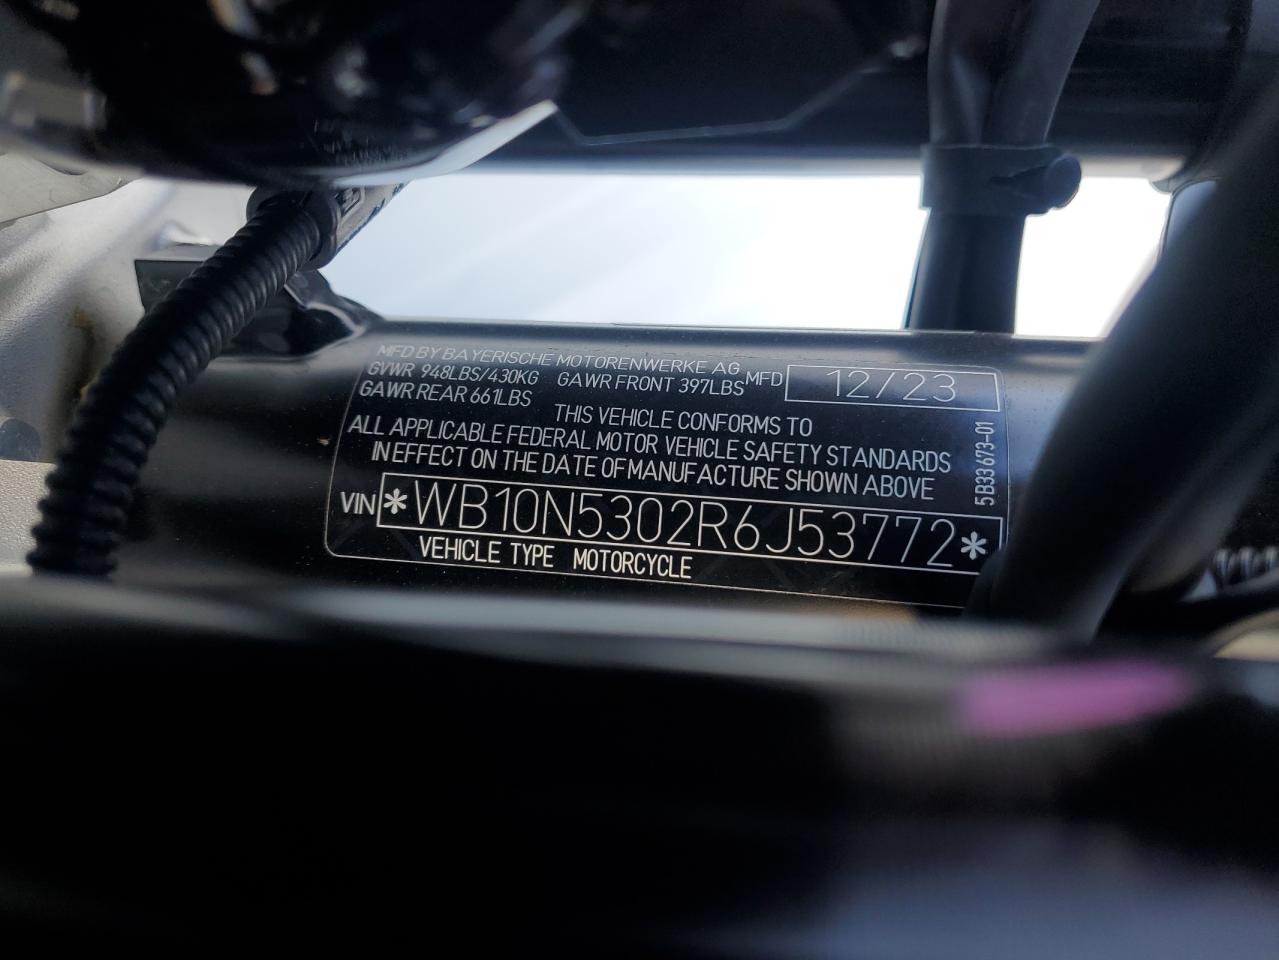 MFD BY BAYERISCHE MOTORENWERKE AG
GVWR 948LBS/430KG GAWR FRONT 397LBS MFD 12/23
GAWR REAR 661LBS
THIS VEHICLE CONFORMS TO
ALL APPLICABLE FEDERAL MOTOR VEHICLE SAFETY STANDARDS
IN EFFECT ON THE DATE OF MANUFACTURE SHOWN ABOVE
5B33673-01
VIN *WB10N5302R6J53772*
VEHICLE TYPE MOTORCYCLE